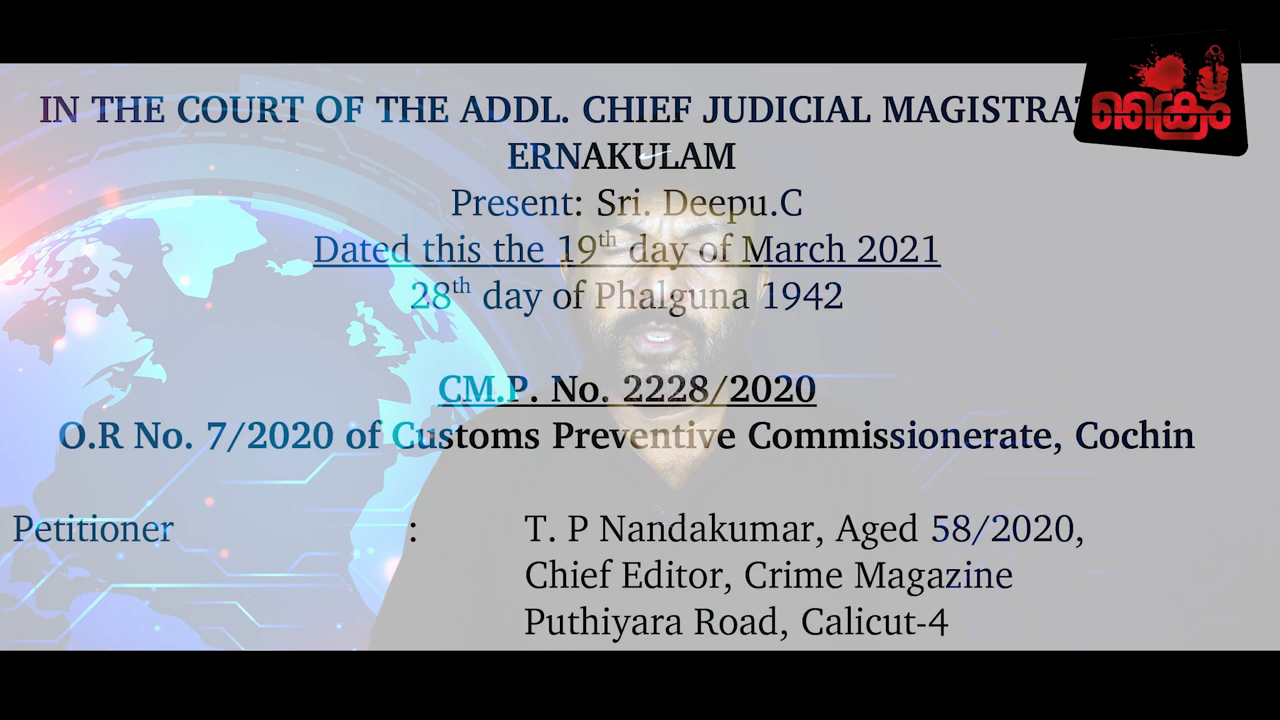 IN THE COURT OF THE ADDL. CHIEF JUDICIAL
ERNAKULAM
Present: Sri. Deepu.C
Dated this the 19th day of March 2021
28th day of Phalguna 1942
CM.P. No. 2228/2020
O.R No. 7/2020 of Customs Preventive Commissionerate, Cochin
Petitioner : T. P Nandakumar, Aged 58/2020,
Chief Editor, Crime Magazine
Puthiyara Road, Calicut-4
ക്രൈം